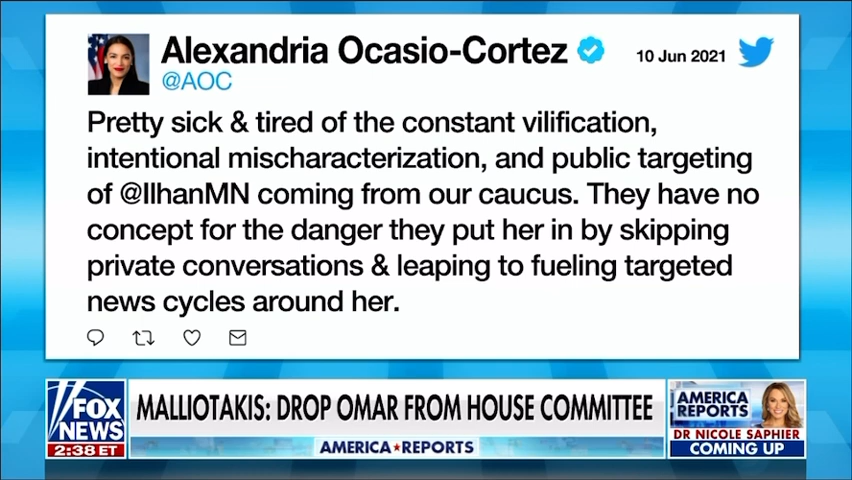 Alexandria Ocasio-Cortez
10 Jun 2021
@AOC
Pretty sick & tired of the constant vilification,
intentional mischaracterization, and public targeting
of @IlhanMN coming from our caucus. They have no
concept for the danger they put her in by skipping
private conversations & leaping to fueling targeted
news cycles around her.
FOX
NEWS
2:38 ET
MALLIOTAKIS: DROP OMAR FROM HOUSE COMMITTEE
AMERICA★REPORTS
AMERICA
REPORTS
DR NICOLE SAPHIER
COMING UP